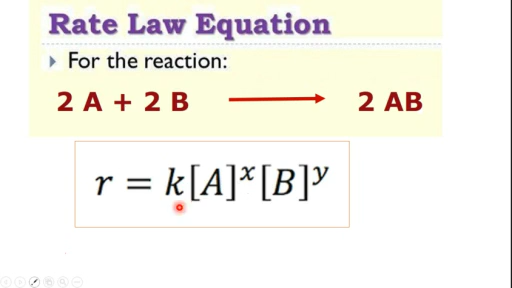 Rate Law Equation
For the reaction:
2 A + 2 B ⟶ 2 AB
r = k[A]ˣ[B]ʸ